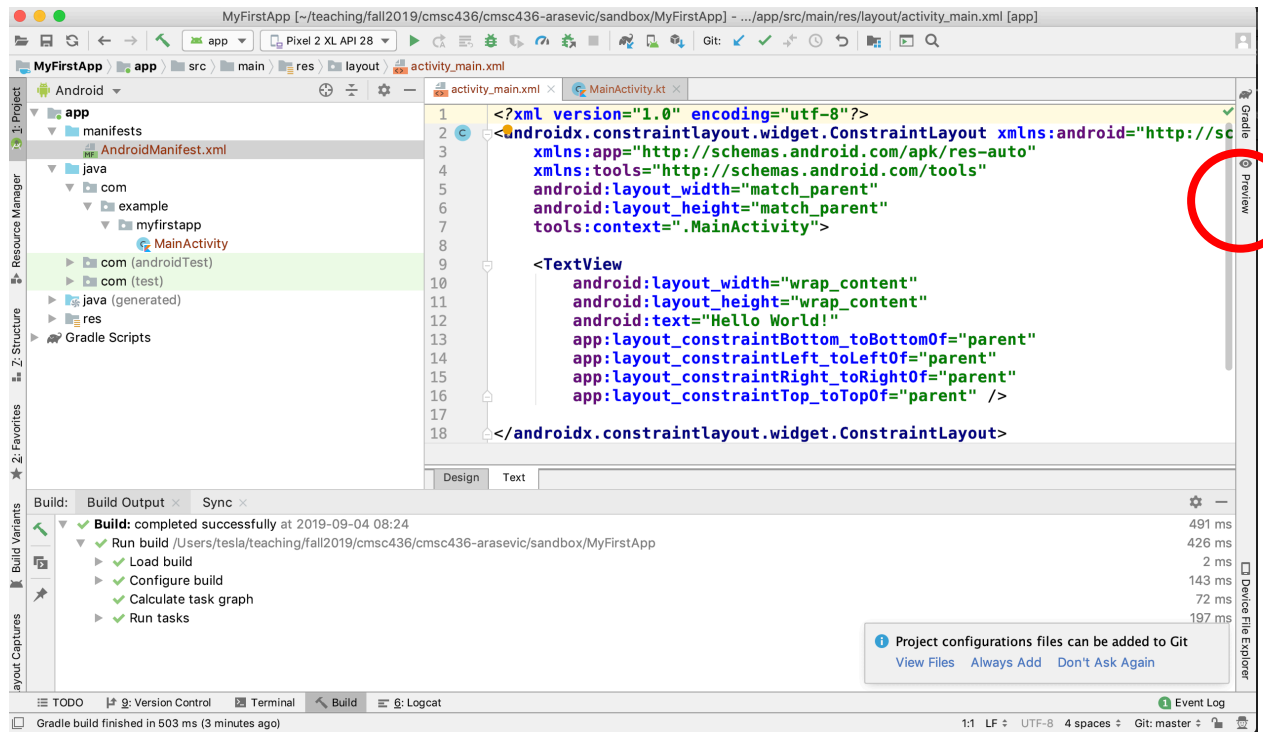 MyFirstApp [~/teaching/fall2019/cmsc436/cmsc436-arasevic/sandbox/MyFirstApp] - .../app/src/main/res/layout/activity_main.xml [app]
app Pixel 2 XL API 28 Git:
MyFirstApp app src main res layout activity_main.xml
1: Project
Resource Manager
Z: Structure
2: Favorites
Build Variants
ayout Captures
Android
app
manifests
AndroidManifest.xml
java
com
example
myfirstapp
MainActivity
com (androidTest)
com (test)
java (generated)
res
Gradle Scripts
activity_main.xml MainActivity.kt
1 <?xml version="1.0" encoding="utf-8"?>
2 <androidx.constraintlayout.widget.ConstraintLayout xmlns:android="http://sc
3 xmlns:app="http://schemas.android.com/apk/res-auto"
4 xmlns:tools="http://schemas.android.com/tools"
5 android:layout_width="match_parent"
6 android:layout_height="match_parent"
7 tools:context=".MainActivity">
8
9 <TextView
10 android:layout_width="wrap_content"
11 android:layout_height="wrap_content"
12 android:text="Hello World!"
13 app:layout_constraintBottom_toBottomOf="parent"
14 app:layout_constraintLeft_toLeftOf="parent"
15 app:layout_constraintRight_toRightOf="parent"
16 app:layout_constraintTop_toTopOf="parent" />
17
18 </androidx.constraintlayout.widget.ConstraintLayout>
Design Text
Gradle
Preview
Device File Explorer
Build: Build Output Sync
Build: completed successfully at 2019-09-04 08:24 491 ms
Run build /Users/tesla/teaching/fall2019/cmsc436/cmsc436-arasevic/sandbox/MyFirstApp 426 ms
Load build 2 ms
Configure build 143 ms
Calculate task graph 72 ms
Run tasks 197 ms
Project configurations files can be added to Git
View Files Always Add Don't Ask Again
TODO 9: Version Control Terminal Build 6: Logcat 1 Event Log
Gradle build finished in 503 ms (3 minutes ago) 1:1 LF UTF-8 4 spaces Git: master